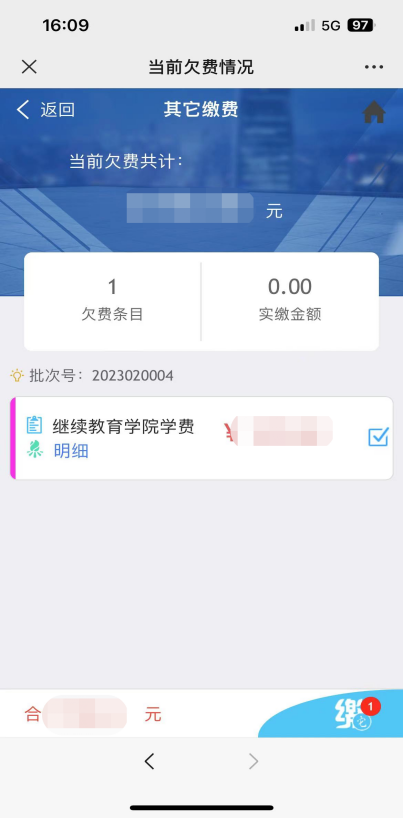 16:09
5G 97
当前欠费情况
返回
其它缴费
当前欠费共计：
元
1
0.00
欠费条目
实缴金额
批次号：2023020004
继续教育学院学费
¥
明细
合
元
缴
1